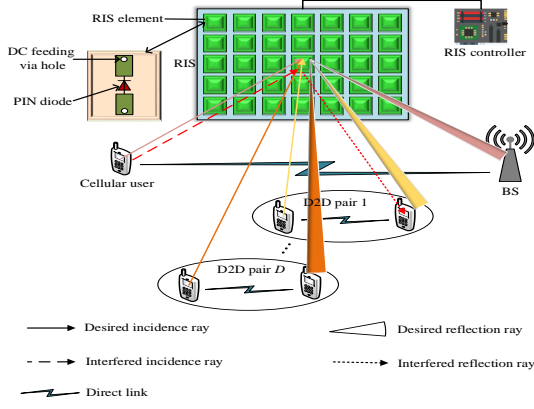 RIS element
DC feeding
via hole
PIN diode
RIS
RIS controller
Cellular user
BS
D2D pair 1
...
D2D pair D
Desired incidence ray
Desired reflection ray
Interfered incidence ray
Interfered reflection ray
Direct link